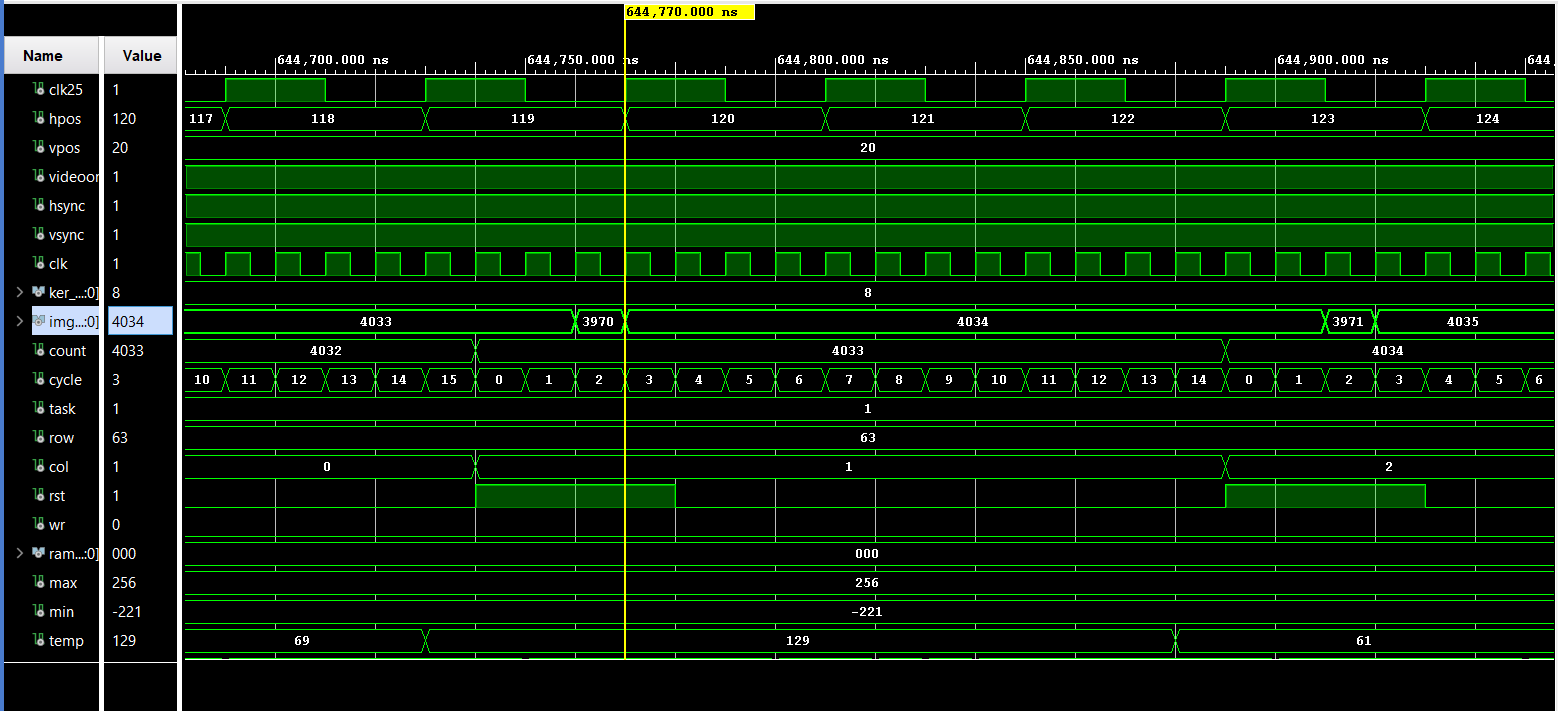 644,770.000 ns
Name Value 644,700.000 ns 644,750.000 ns 644,800.000 ns 644,850.000 ns 644,900.000 ns 644
clk25 1
hpos 120 117 118 119 120 121 122 123 124
vpos 20 20
videoor 1
hsync 1
vsync 1
clk 1
ker_...:0] 8 8
img...:0] 4034 4033 3970 4034 3971 4035
count 4033 4032 4033 4034
cycle 3 10 11 12 13 14 15 0 1 2 3 4 5 6 7 8 9 10 11 12 13 14 0 1 2 3 4 5 6
task 1 1
row 63 63
col 1 0 1 2
rst 1
wr 0
ram...:0] 000 000
max 256 256
min -221 -221
temp 129 69 129 61